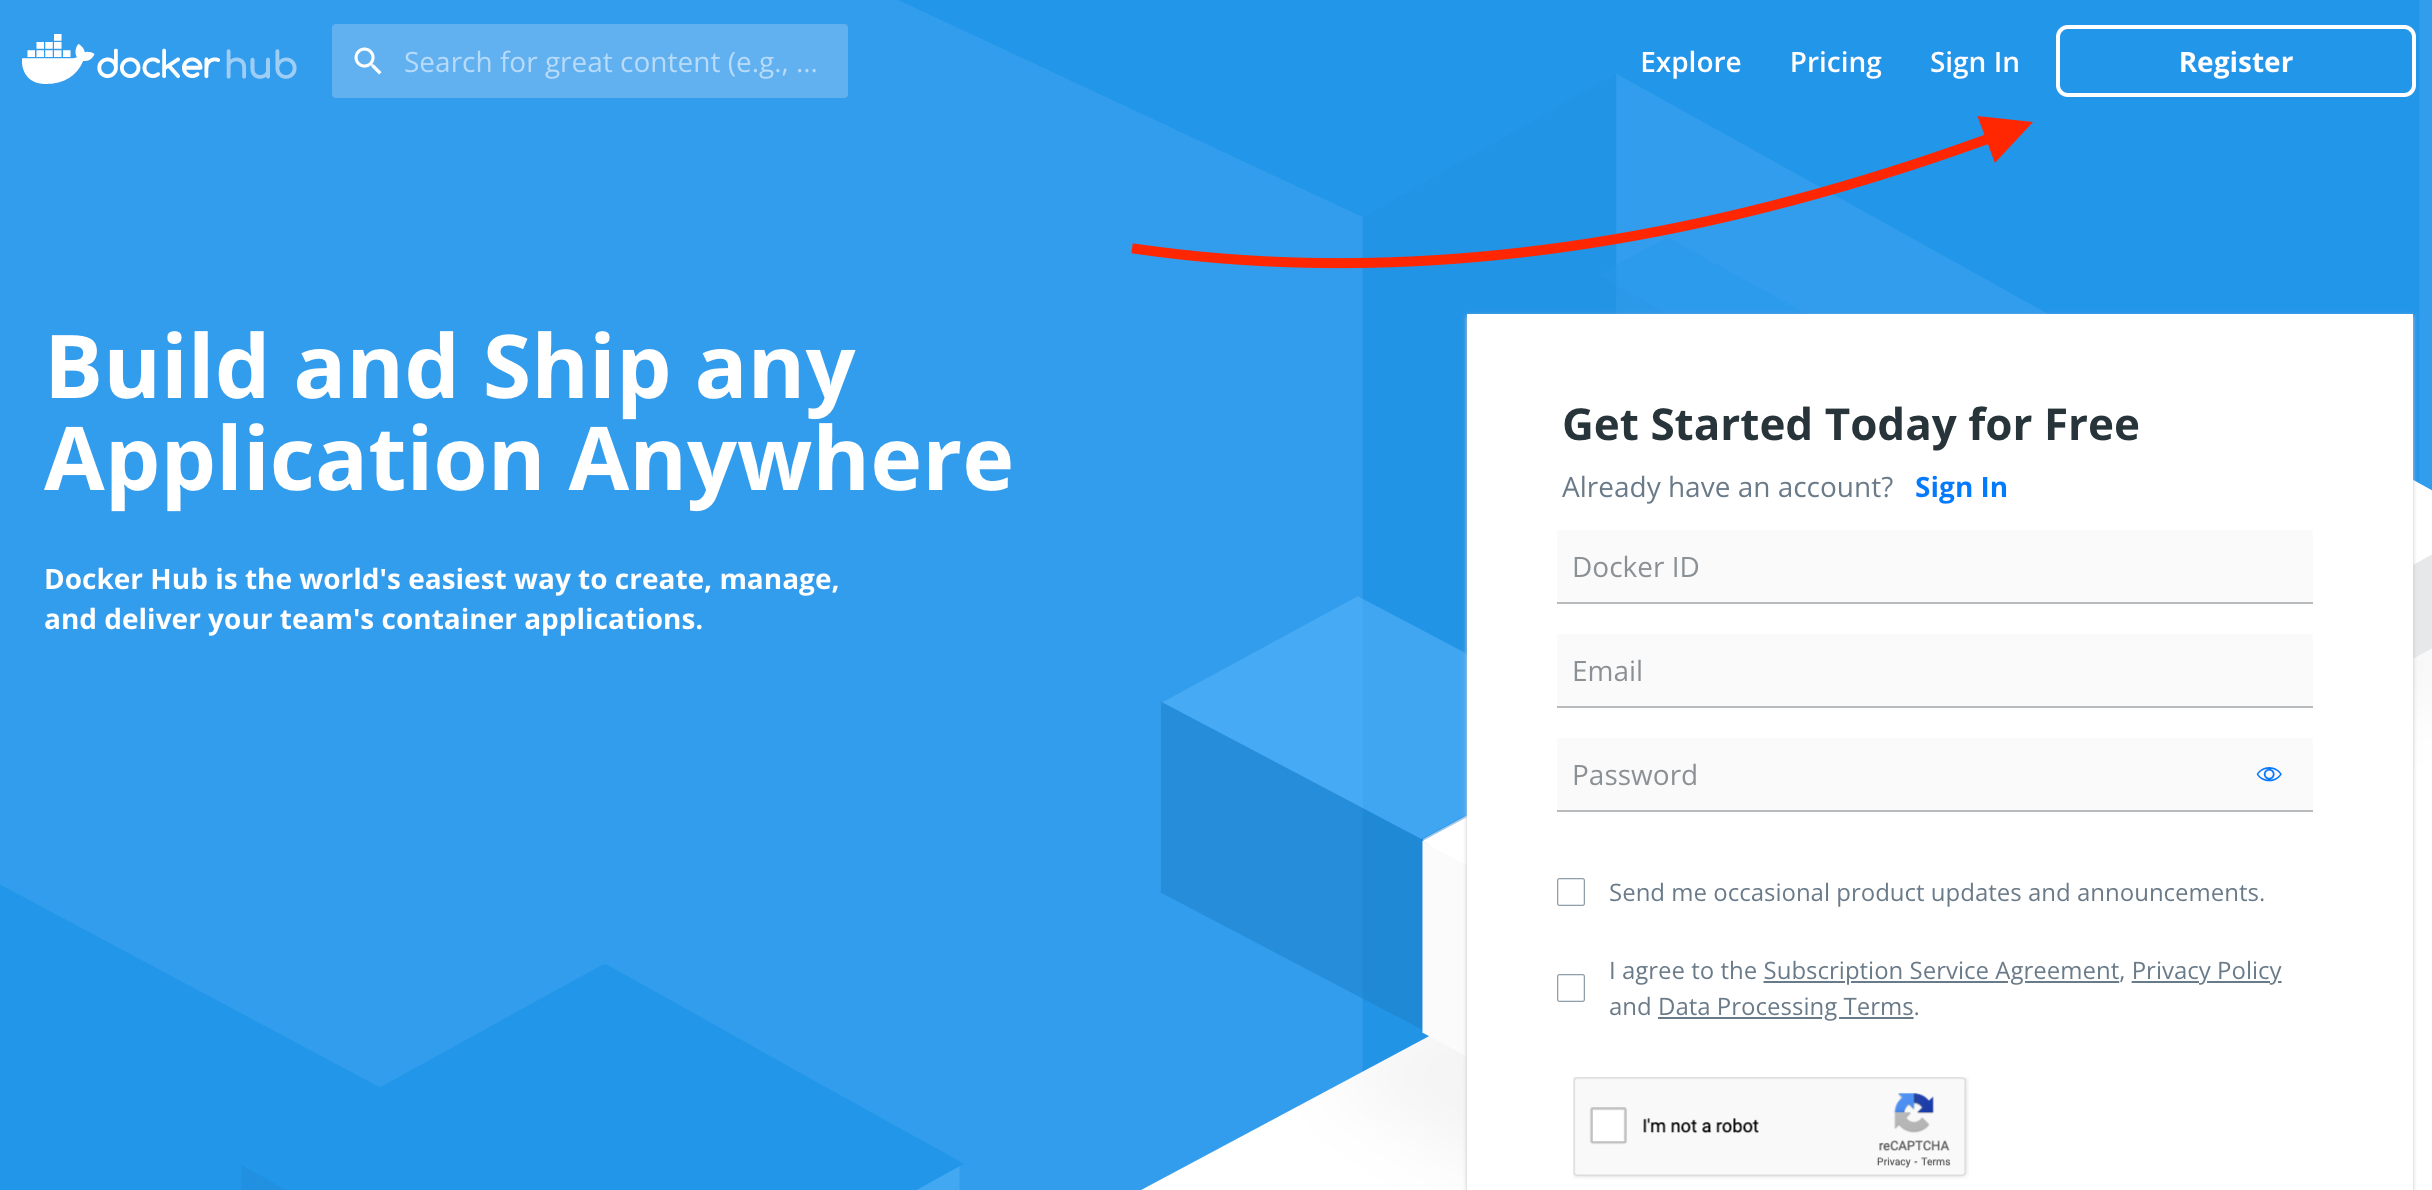 docker hub
Search for great content (e.g., ...
Explore
Pricing
Sign In
Register
Build and Ship any
Application Anywhere
Docker Hub is the world's easiest way to create, manage,
and deliver your team's container applications.
Get Started Today for Free
Already have an account? Sign In
Docker ID
Email
Password
Send me occasional product updates and announcements.
I agree to the Subscription Service Agreement, Privacy Policy
and Data Processing Terms.
I'm not a robot
reCAPTCHA
Privacy - Terms